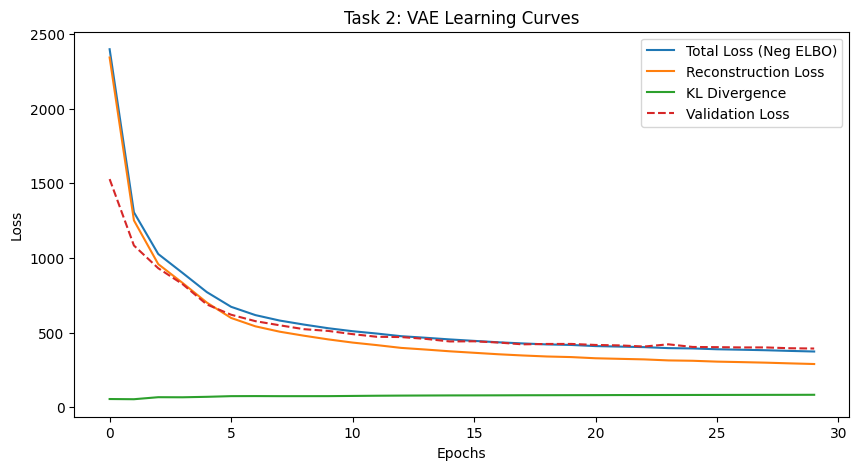 Task 2: VAE Learning Curves
Total Loss (Neg ELBO)
Reconstruction Loss
KL Divergence
Validation Loss
2500
2000
1500
1000
500
0
Loss
0 5 10 15 20 25 30
Epochs